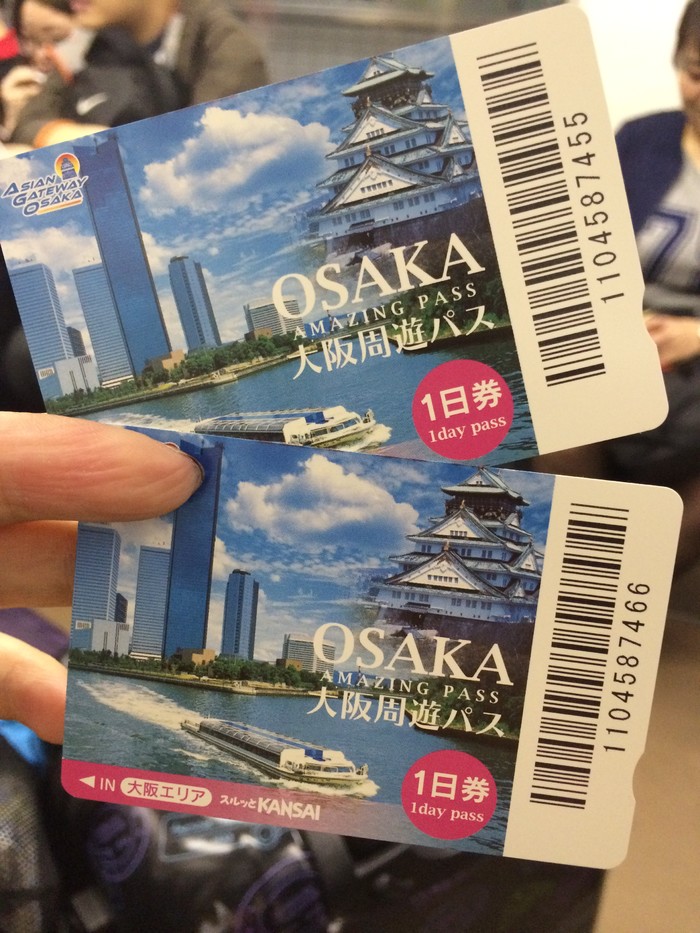 ASIAN
GATEWAY
OSAKA
OSAKA
AMAZING PASS
大阪周遊パス
1日券
1day pass
1104587455
OSAKA
AMAZING PASS
大阪周遊パス
1日券
1day pass
◀ IN 大阪エリア スルッとKANSAI
1104587466